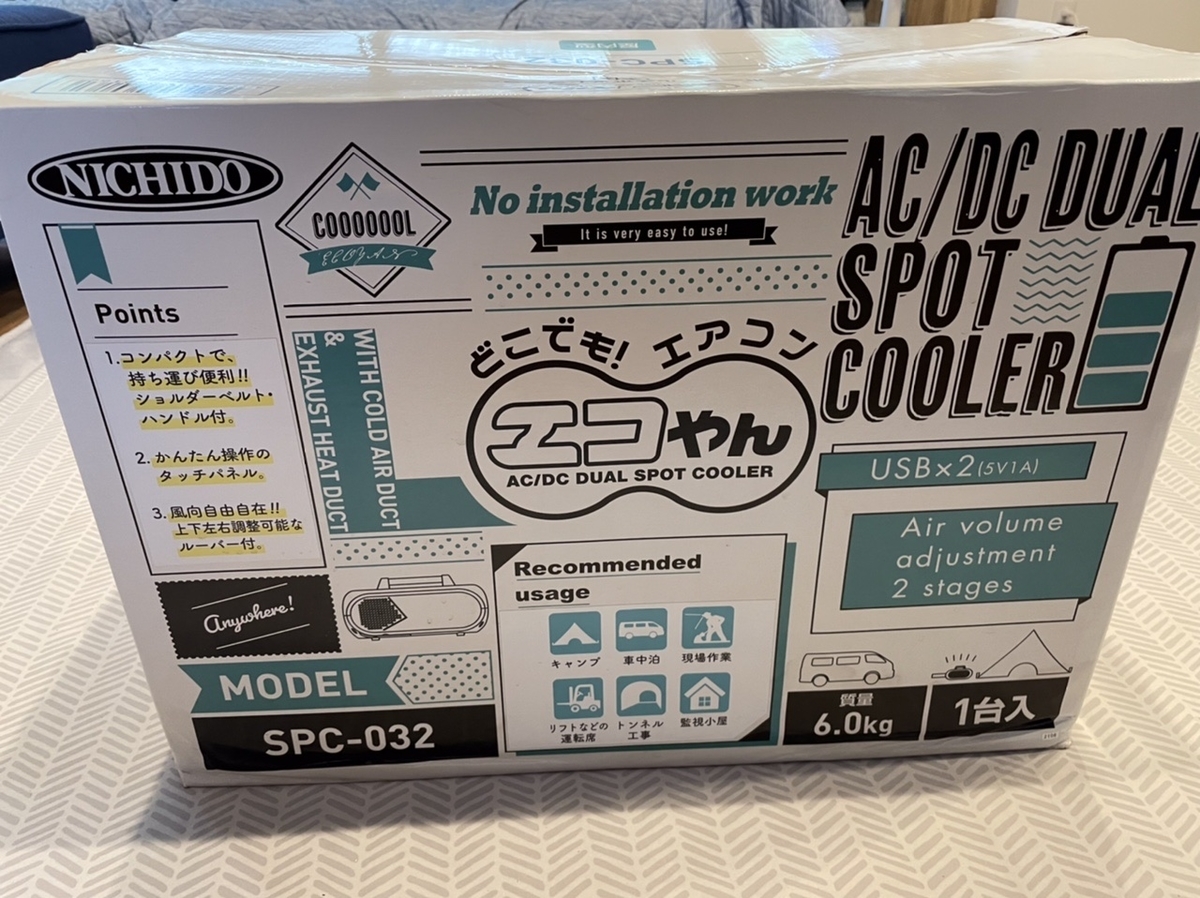 屋内型
SPC-032
NICHIDO
COOOOOOL
ECOYAN
No installation work
It is very easy to use!
AC/DC DUAL
SPOT
COOLER
Points
1.コンパクトで、
持ち運び便利!!
ショルダーベルト・
ハンドル付。
2.かんたん操作の
タッチパネル。
3.風向自由自在!!
上下左右調整可能な
ルーバー付。
WITH COLD AIR DUCT
&
EXHAUST HEAT DUCT
どこでも! エアコン
エコやん
AC/DC DUAL SPOT COOLER
USB×2(5V1A)
Air volume
adjustment
2 stages
Anywhere!
MODEL
SPC-032
Recommended
usage
キャンプ
車中泊
現場作業
リフトなどの
運転席
トンネル
工事
監視小屋
質量
6.0kg
1台入